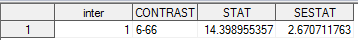 inter CONTRAST STAT SESTAT
1 1 6-66 14.398955357 2.670711763